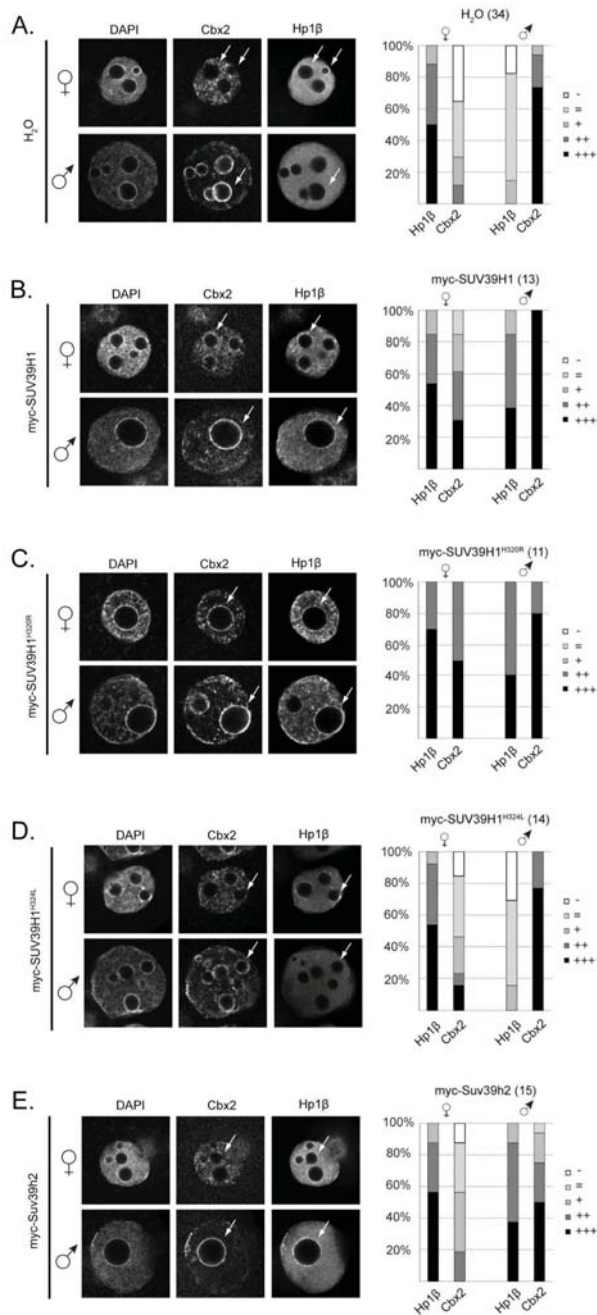 A.
DAPI Cbx2 Hp1β
♀
♂
H₂O
H₂O (34)
♀ ♂
100%
80%
60%
40%
20%
Hp1β Cbx2 Hp1β Cbx2
-
=
+
++
+++
B.
DAPI Cbx2 Hp1β
♀
♂
myc-SUV39H1
myc-SUV39H1 (13)
♀ ♂
100%
80%
60%
40%
20%
Hp1β Cbx2 Hp1β Cbx2
-
=
+
++
+++
C.
DAPI Cbx2 Hp1β
♀
♂
myc-SUV39H1ᴴ³²⁰ᴿ
myc-SUV39H1ᴴ³²⁰ᴿ (11)
♀ ♂
100%
80%
60%
40%
20%
Hp1β Cbx2 Hp1β Cbx2
-
=
+
++
+++
D.
DAPI Cbx2 Hp1β
♀
♂
myc-SUV39H1ᴴ³²⁴ᴸ
myc-SUV39H1ᴴ³²⁴ᴸ (14)
♀ ♂
100%
80%
60%
40%
20%
Hp1β Cbx2 Hp1β Cbx2
-
=
+
++
+++
E.
DAPI Cbx2 Hp1β
♀
♂
myc-Suv39h2
myc-Suv39h2 (15)
♀ ♂
100%
80%
60%
40%
20%
Hp1β Cbx2 Hp1β Cbx2
-
=
+
++
+++